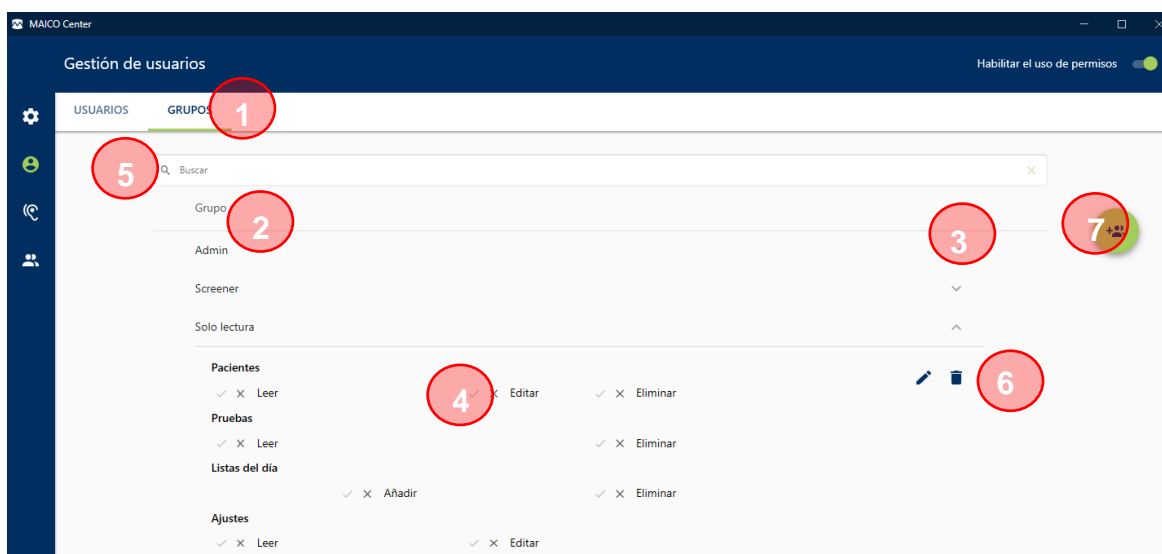 MAICO Center
Gestión de usuarios
Habilitar el uso de permisos
USUARIOS GRUPOS 1
5 Buscar
Grupo 2
3
7
Admin
Screener
Solo lectura
Pacientes
6
Leer 4 Editar Eliminar
Pruebas
Leer Eliminar
Listas del día
Añadir Eliminar
Ajustes
Leer Editar